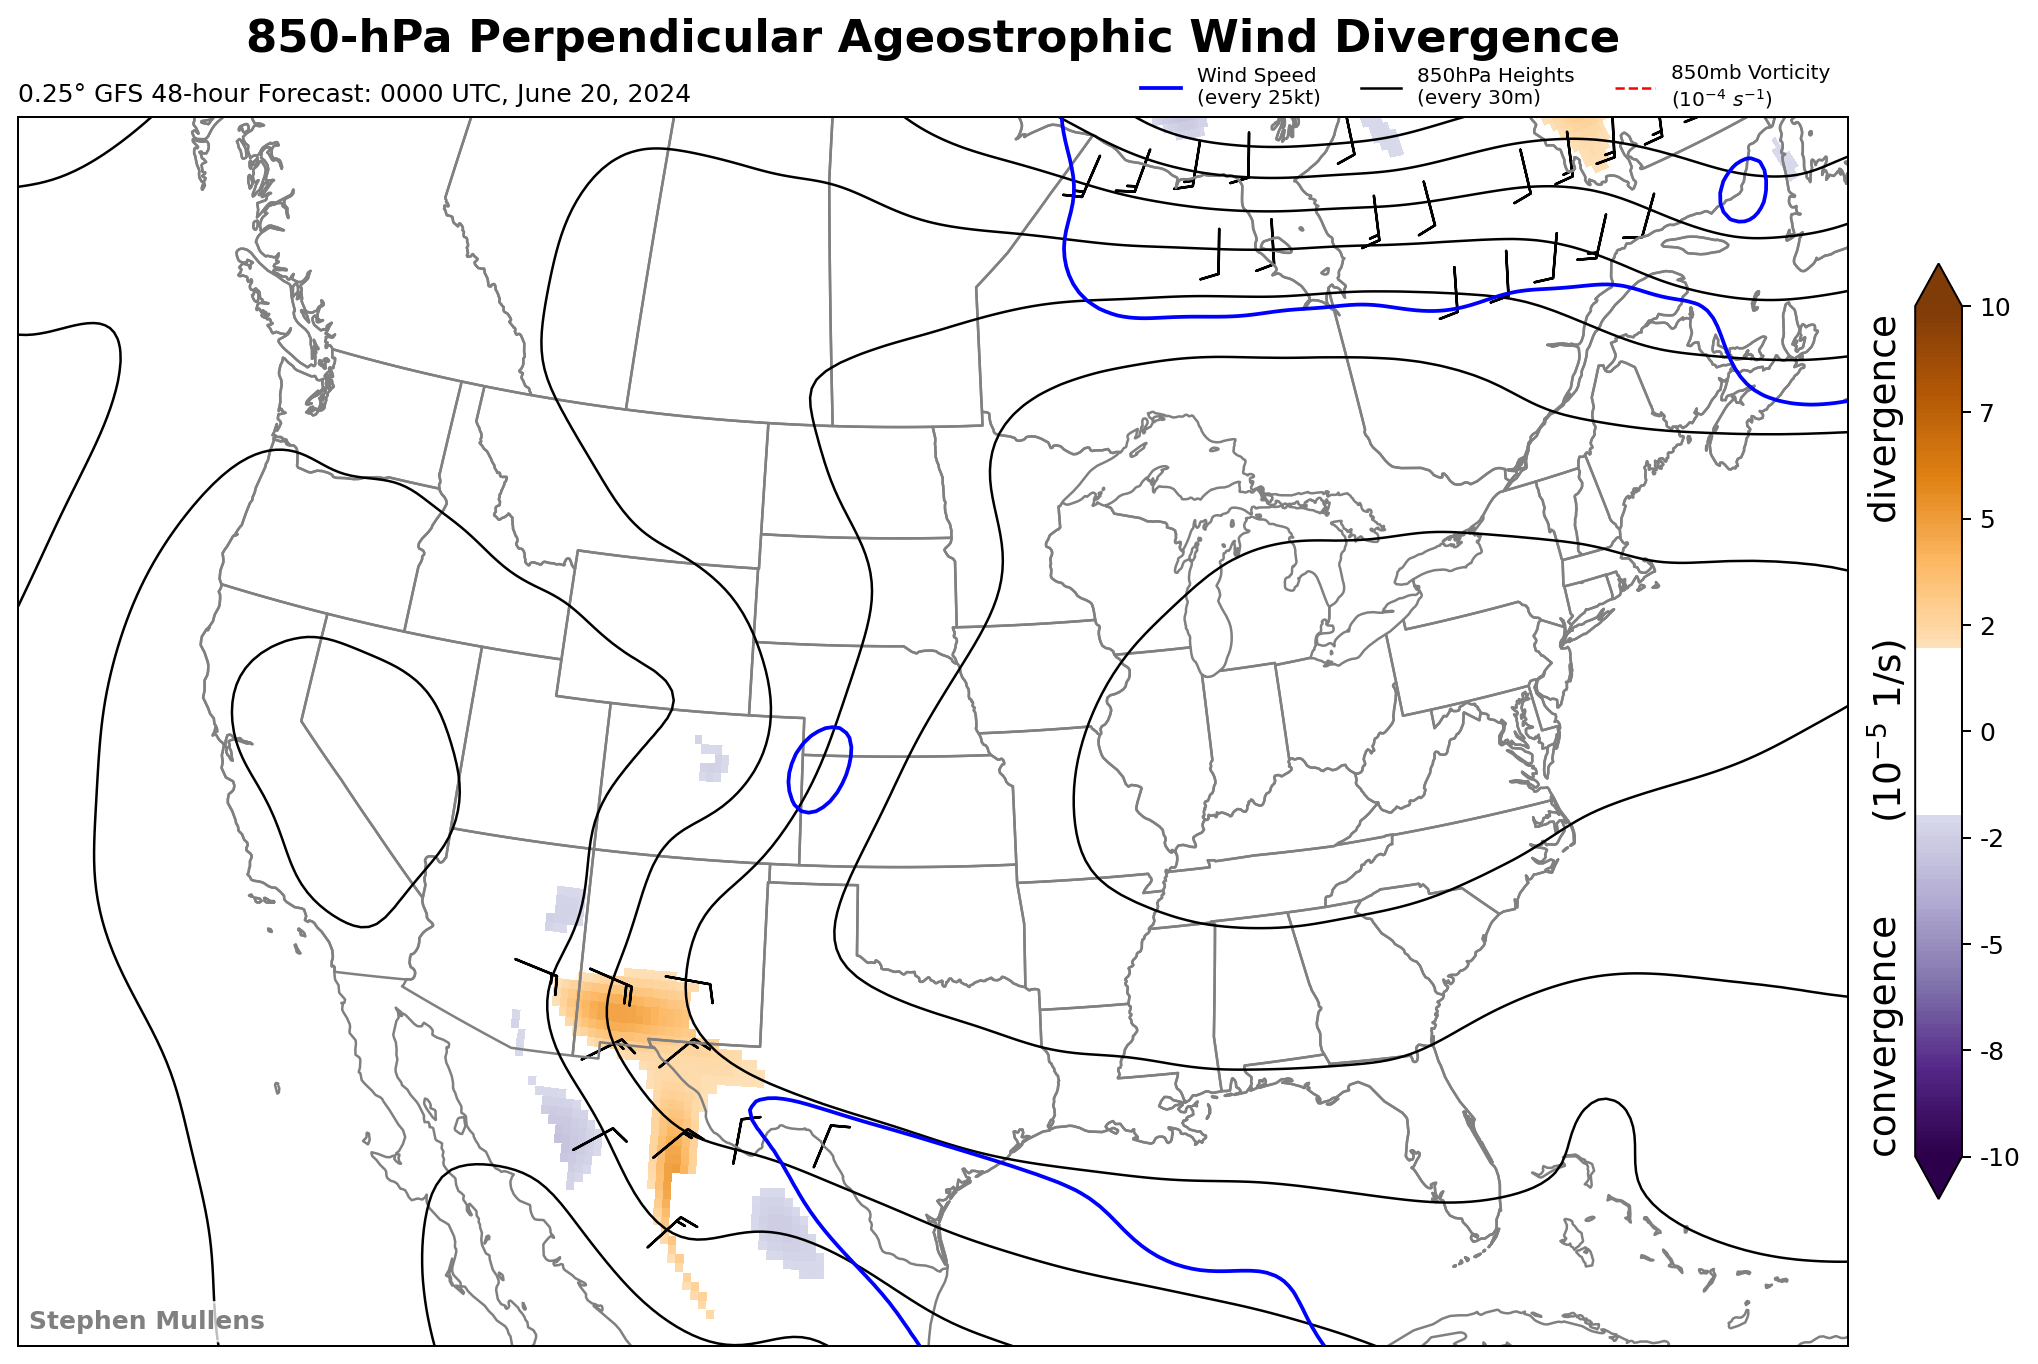 850-hPa Perpendicular Ageostrophic Wind Divergence
0.25° GFS 48-hour Forecast: 0000 UTC, June 20, 2024
Wind Speed
(every 25kt)
850hPa Heights
(every 30m)
850mb Vorticity
(10⁻⁴ s⁻¹)
10
7
5
2
0
-2
-5
-8
-10
convergence (10⁻⁵ 1/s) divergence
Stephen Mullens